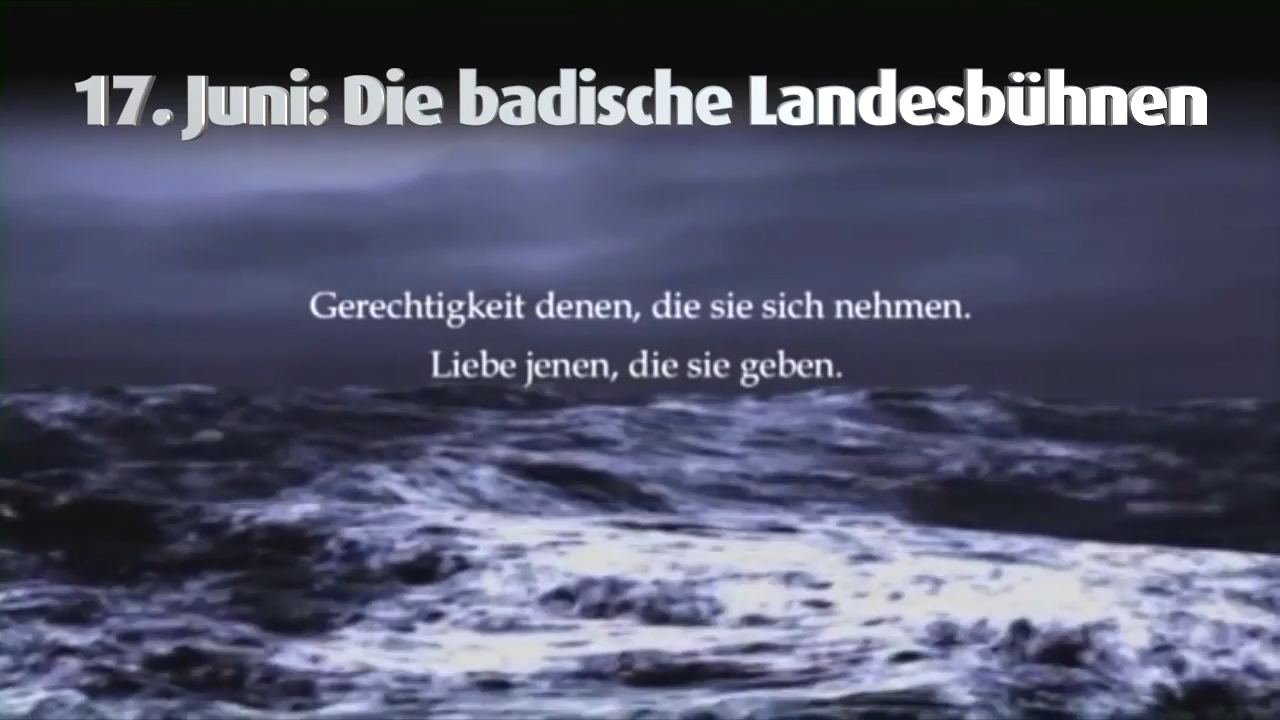 17. Juni: Die badische Landesbühnen
Gerechtigkeit denen, die sie sich nehmen.
Liebe jenen, die sie geben.